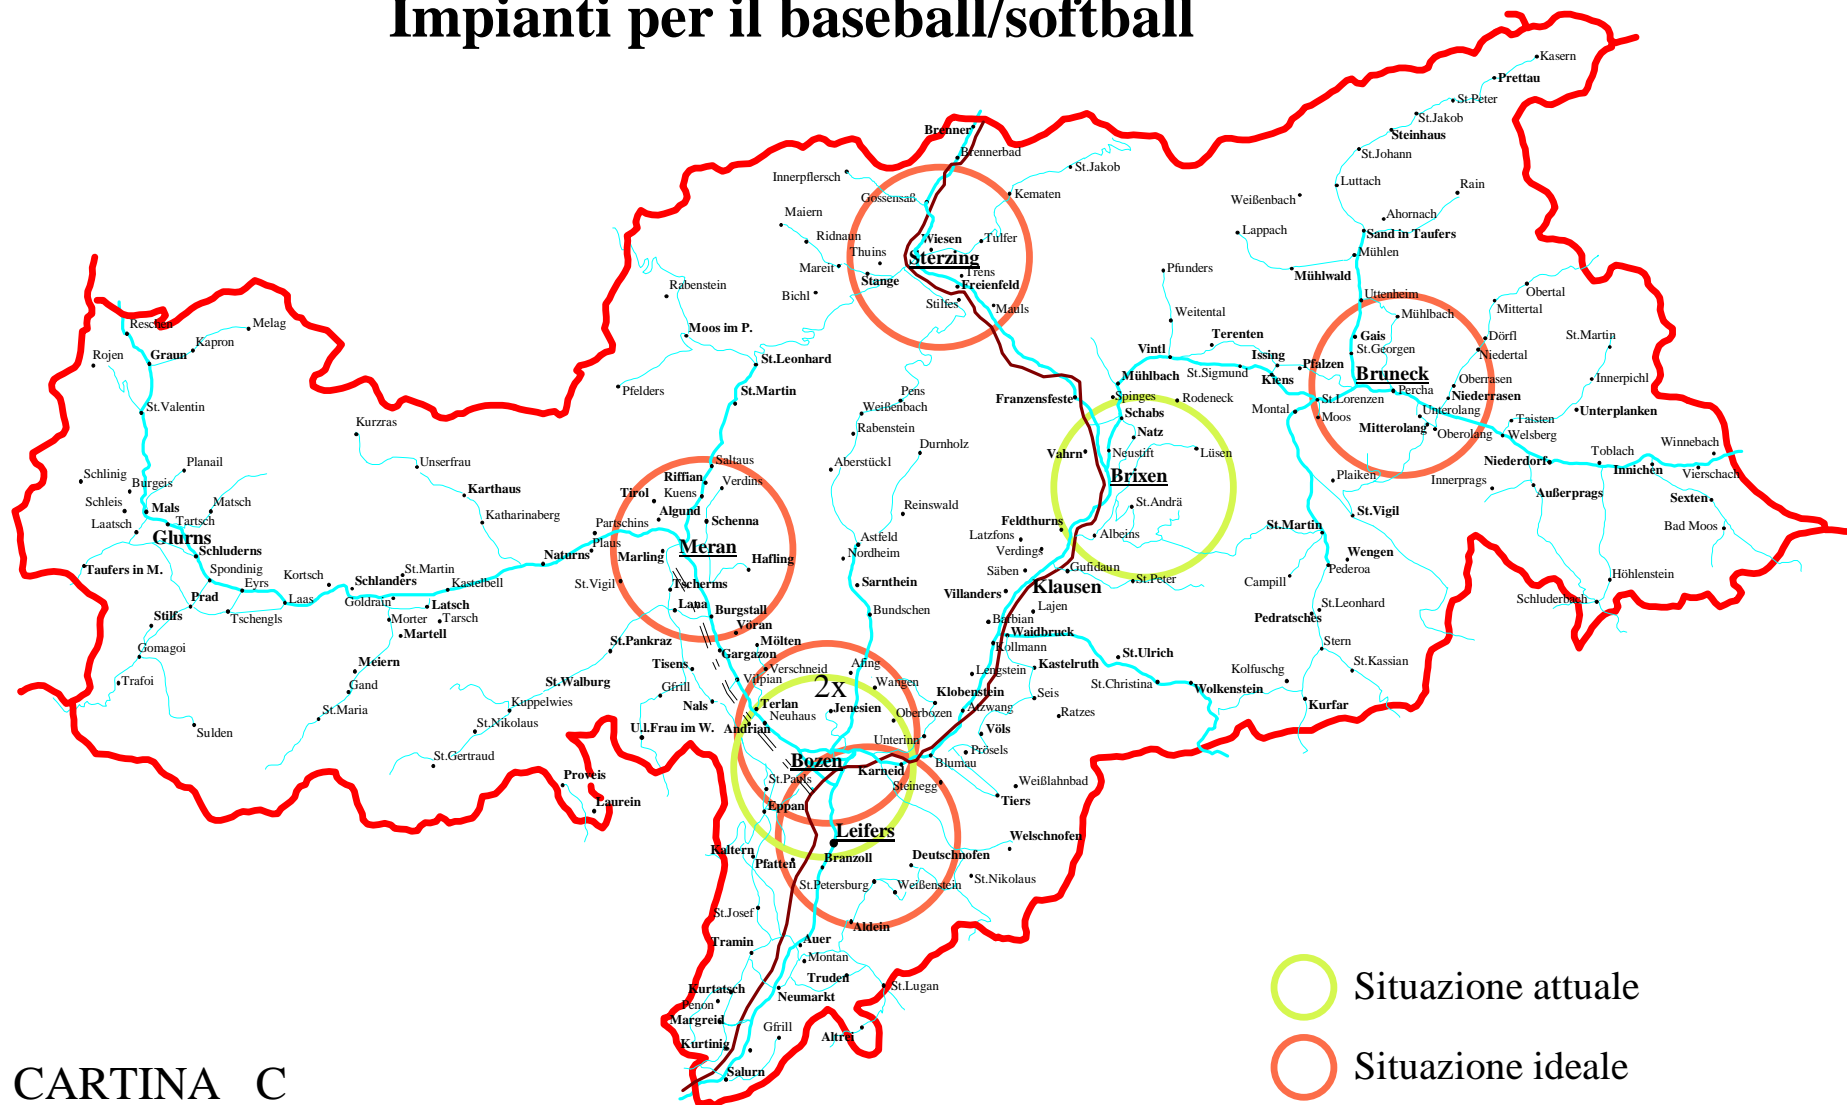 Impianti per il baseball/softball
Kasern
Prettau
St.Peter
St.Jakob
Steinhaus
St.Johann
Brenner
Brennerbad
St.Jakob
Innerpflersch
Luttach
Rain
Gossensaß
Kematen
Weißenbach
Ahornach
Maiern
Lappach
Sand in Taufers
Ridnaun
Wiesen
Tulfer
Thuins
Sterzing
Mühlen
Mareit
Trens
Pfunders
Mühlwald
Stange
Freienfeld
Rabenstein
Bichl
Stilfes
Mauls
Uttenheim
Obertal
Mittertal
Weitental
Mühlbach
Reschen
Melag
Moos im P.
Terenten
Gais
Dörfl
St.Martin
Kapron
Rojen
Graun
St.Leonhard
Vintl
Issing
St.Georgen
Niedertal
Pfalzen
St.Sigmund
Bruneck
Mühlbach
Kiens
Oberrasen
Innerpichl
Pfelders
St.Martin
Pens
Percha
Niederrasen
Franzensfeste
Spinges
Rodeneck
St.Lorenzen
St.Valentin
Weißenbach
Schabs
Montal
Moos
Unterolang
Unterplanken
Kurzras
Rabenstein
Natz
Mitterolang
Taisten
Oberolang
Welsberg
Durnholz
Vahrn
Neustift
Lüsen
Winnebach
Toblach
Planail
Unserfrau
Saltaus
Aberstückl
Niederdorf
Innichen
Schlinig
Burgeis
Riffian
Verdins
Brixen
Plaiken
Innerprags
Vierschach
Karthaus
Tirol
Kuens
Außerprags
Sexten
Schleis
Mals
Matsch
Reinswald
St.Andrä
St.Vigil
Laatsch
Tartsch
Katharinaberg
Partschins
Algund
Schenna
Feldthurns
St.Martin
Bad Moos
Glurns
Plaus
Latzfons
Albeins
Astfeld
Schluderns
Naturns
Marling
Meran
Hafling
Nordheim
Verdings
Wengen
Taufers in M.
Spondinig
Kortsch
St.Martin
Säben
Gufidaun
Pederoa
Eyrs
Schlanders
Kastelbell
St.Vigil
Tscherms
Sarnthein
Klausen
St.Peter
Campill
Höhlenstein
Prad
Laas
Goldrain
Latsch
Lana
Villanders
Schluderbach
Stilfs
Tschengls
Morter
Tarsch
Burgstall
Bundschen
Lajen
St.Leonhard
Martell
Vöran
Barbian
Pedratsches
Waidbruck
Gomagoi
St.Pankraz
Mölten
Kollmann
Stern
Meiern
Gargazon
Tisens
Verschneid
Afing
Lengstein
Kastelruth
St.Ulrich
St.Kassian
Trafoi
Gand
St.Walburg
Vilpian
2x
Wangen
St.Christina
Kolfuschg
Gfrill
Klobenstein
Seis
Wolkenstein
St.Maria
Kuppelwies
Nals
Terlan
Jenesien
Atzwang
Kurfar
Neuhaus
Oberbozen
Ratzes
Sulden
St.Nikolaus
U.l.Frau im W.
Andrian
Unterinn
Völs
Prösels
St.Gertraud
Bozen
Karneid
Blumau
Proveis
St.Pauls
Steinegg
Weißlahnbad
Laurein
Eppan
Tiers
Leifers
Welschnofen
Kaltern
Pfatten
Branzoll
Deutschnofen
St.Petersburg
Weißenstein
St.Nikolaus
St.Josef
Aldein
Tramin
Auer
Montan
Truden
Kurtatsch
Neumarkt
St.Lugan
Situazione attuale
Penon
Margreid
Gfrill
Altrei
Kurtinig
Salurn
Situazione ideale
CARTINA C